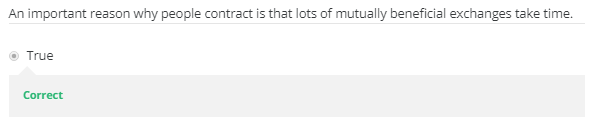 An important reason why people contract is that lots of mutually beneficial exchanges take time.
True
Correct